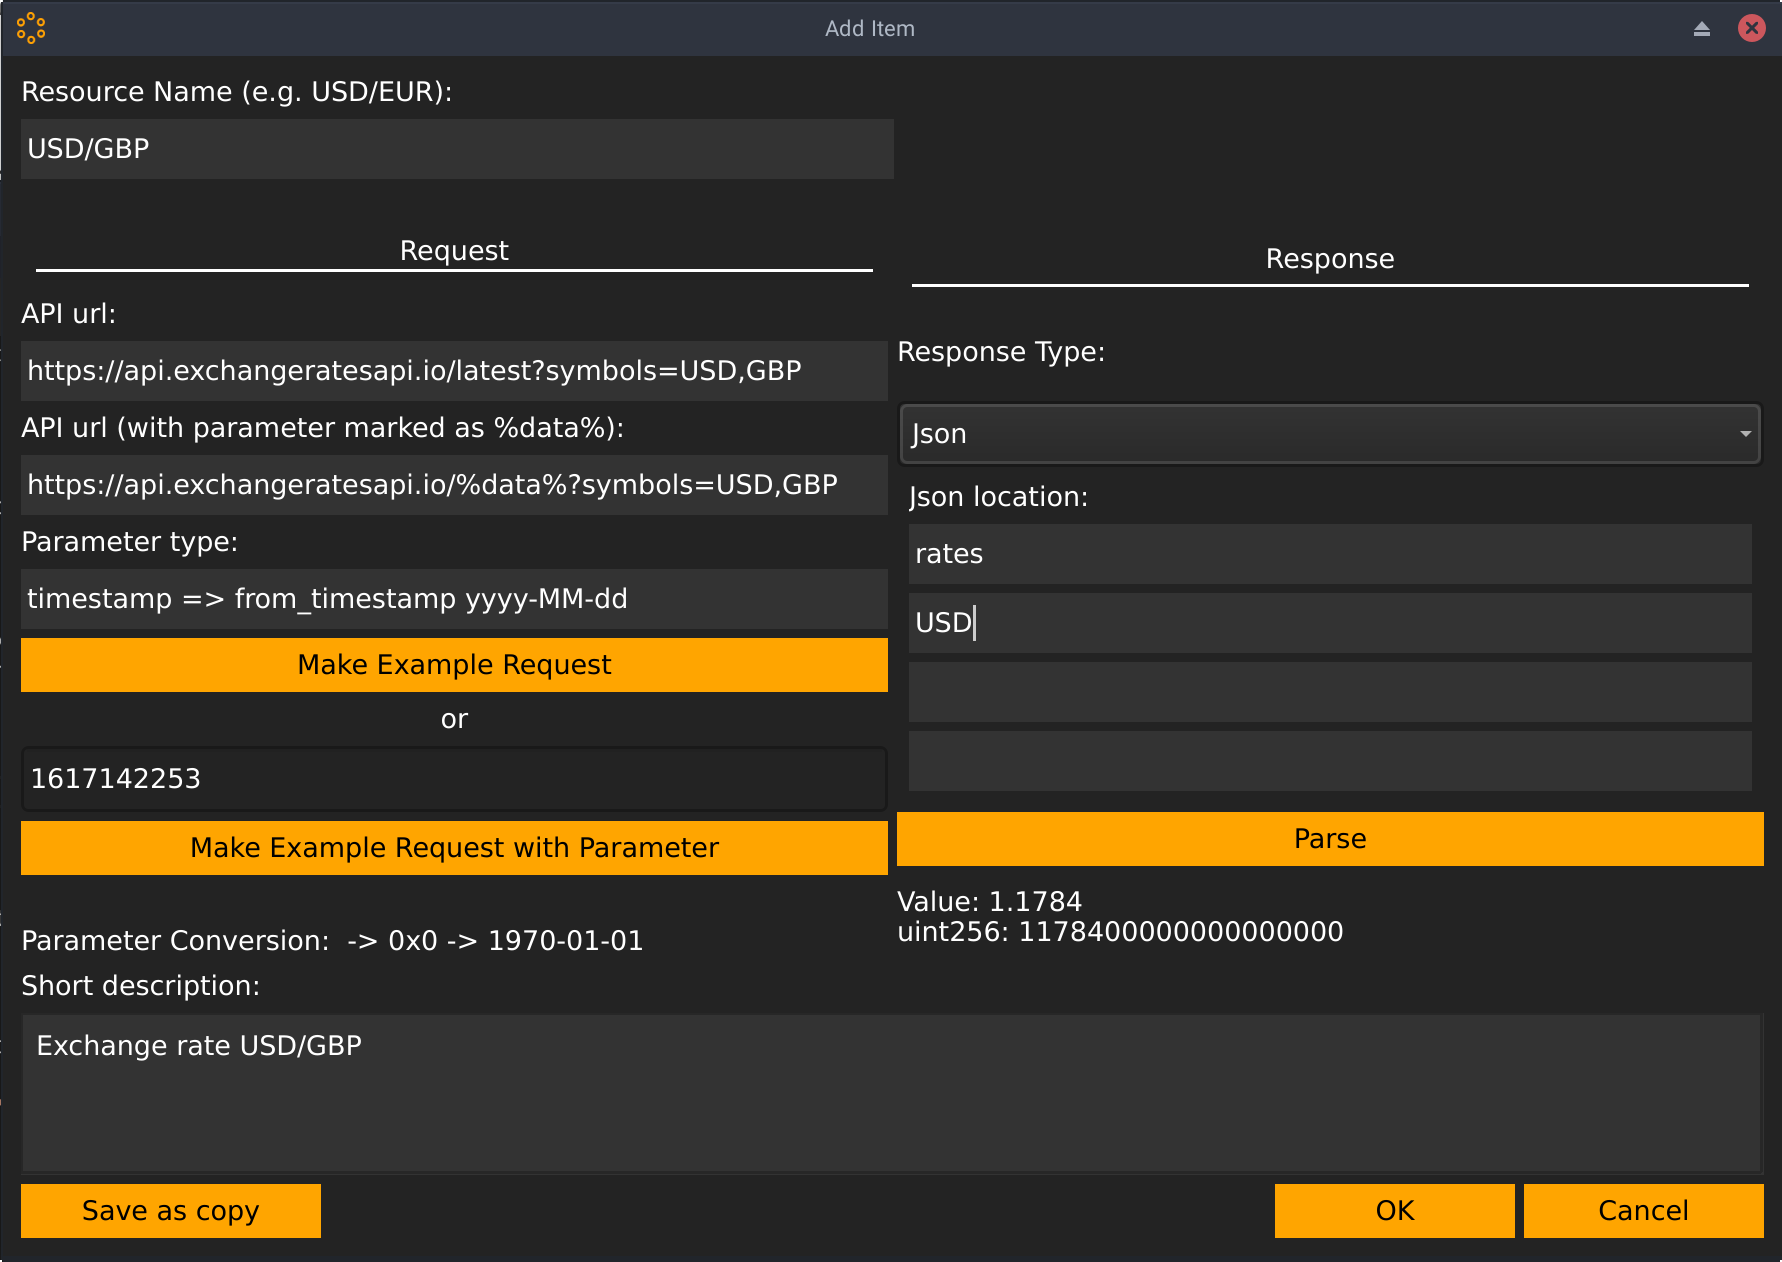 Add Item
Resource Name (e.g. USD/EUR):
USD/GBP
Request
API url:
https://api.exchangeratesapi.io/latest?symbols=USD,GBP
API url (with parameter marked as %data%):
https://api.exchangeratesapi.io/%data%?symbols=USD,GBP
Parameter type:
timestamp => from_timestamp yyyy-MM-dd
Make Example Request
or
1617142253
Make Example Request with Parameter
Parameter Conversion:  -> 0x0 -> 1970-01-01
Response
Response Type:
Json
Json location:
rates
USD
Parse
Value: 1.1784
uint256: 1178400000000000000
Short description:
Exchange rate USD/GBP
Save as copy
OK
Cancel